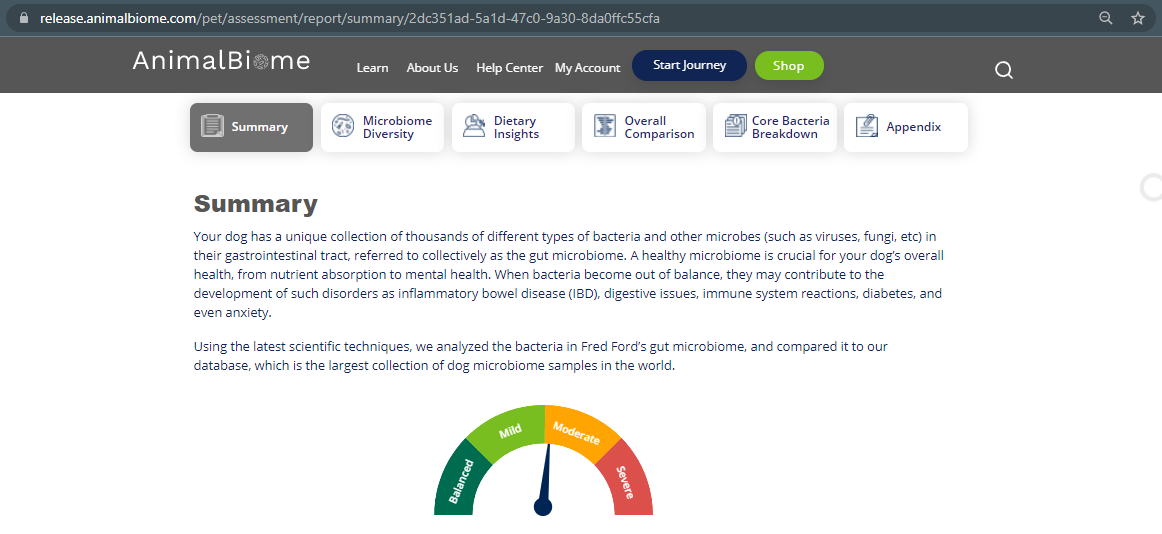 release.animalbiome.com/pet/assessment/report/summary/2dc351ad-5a1d-47c0-9a30-8da0ffc55cfa
AnimalBiome
Learn About Us Help Center My Account Start Journey Shop
Summary
Microbiome
Diversity
Dietary
Insights
Overall
Comparison
Core Bacteria
Breakdown
Appendix
Summary
Your dog has a unique collection of thousands of different types of bacteria and other microbes (such as viruses, fungi, etc) in
their gastrointestinal tract, referred to collectively as the gut microbiome. A healthy microbiome is crucial for your dog’s overall
health, from nutrient absorption to mental health. When bacteria become out of balance, they may contribute to the
development of such disorders as inflammatory bowel disease (IBD), digestive issues, immune system reactions, diabetes, and
even anxiety.
Using the latest scientific techniques, we analyzed the bacteria in Fred Ford’s gut microbiome, and compared it to our
database, which is the largest collection of dog microbiome samples in the world.
Balanced
Mild
Moderate
Severe